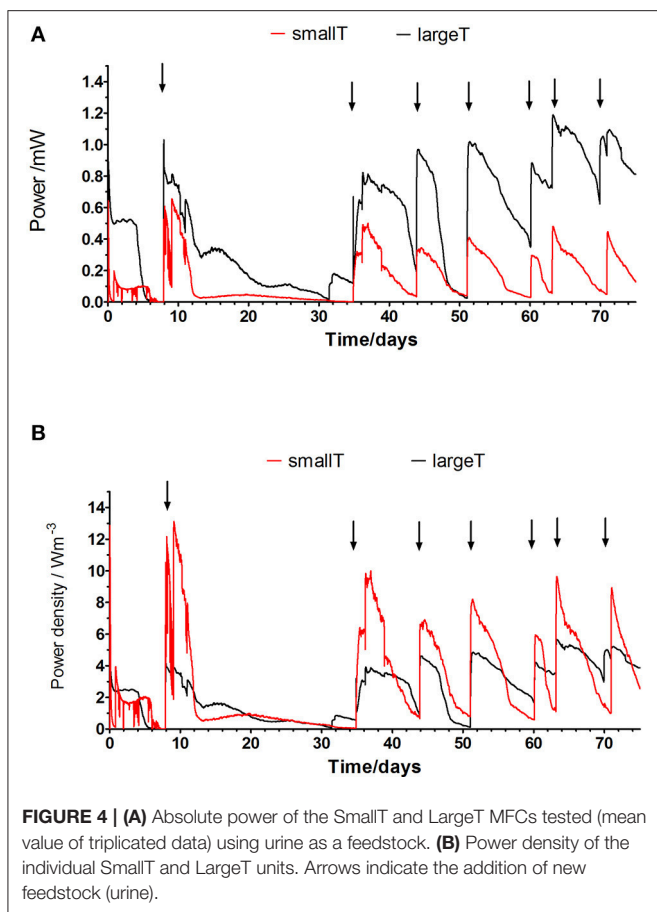 A
smallT largeT
1.4
1.2
1.0
0.8
0.6
0.4
0.2
0.0
Power /mW
0 10 20 30 40 50 60 70
Time/days
B
smallT largeT
14
12
10
8
6
4
2
0
Power density / Wm-3
0 10 20 30 40 50 60 70
Time/days
FIGURE 4 | (A) Absolute power of the SmallT and LargeT MFCs tested (mean
value of triplicated data) using urine as a feedstock. (B) Power density of the
individual SmallT and LargeT units. Arrows indicate the addition of new
feedstock (urine).